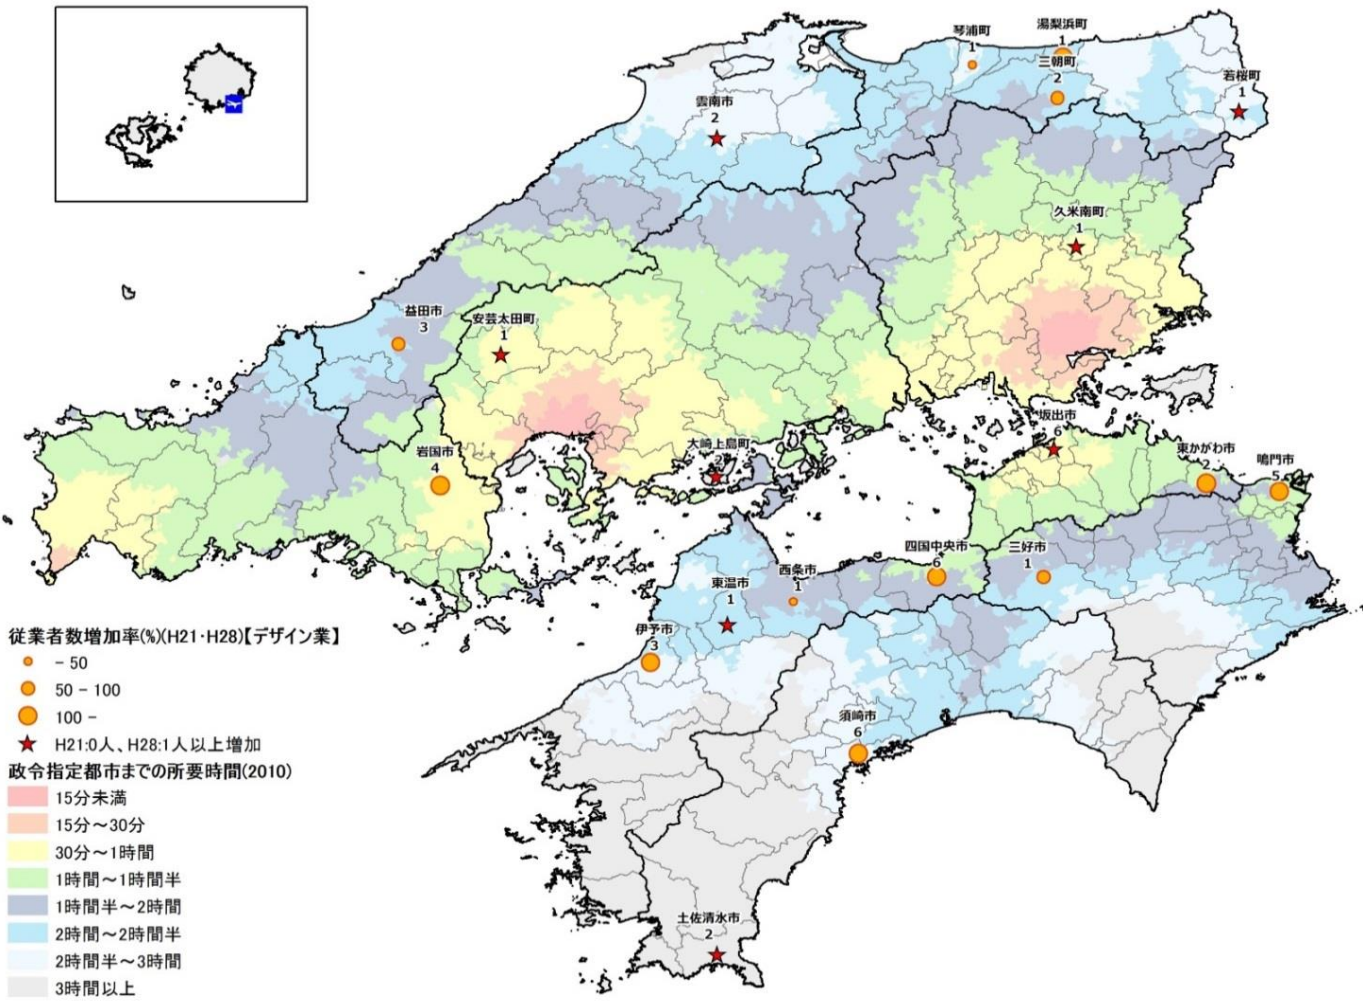 湯梨浜町
1
琴浦町
1
三朝町
2
若桜町
1
雲南市
2
久米南町
1
益田市
3
安芸太田町
1
坂出市
6
大崎上島町
2
岩国市
4
東かがわ市
2
鳴門市
5
四国中央市
6
三好市
1
西条市
1
東温市
1
伊予市
3
須崎市
6
土佐清水市
2
従業者数増加率(%)(H21・H28)【デザイン業】
- 50
50 - 100
100 -
H21:0人、H28:1人以上増加
政令指定都市までの所要時間(2010)
15分未満
15分～30分
30分～1時間
1時間～1時間半
1時間半～2時間
2時間～2時間半
2時間半～3時間
3時間以上